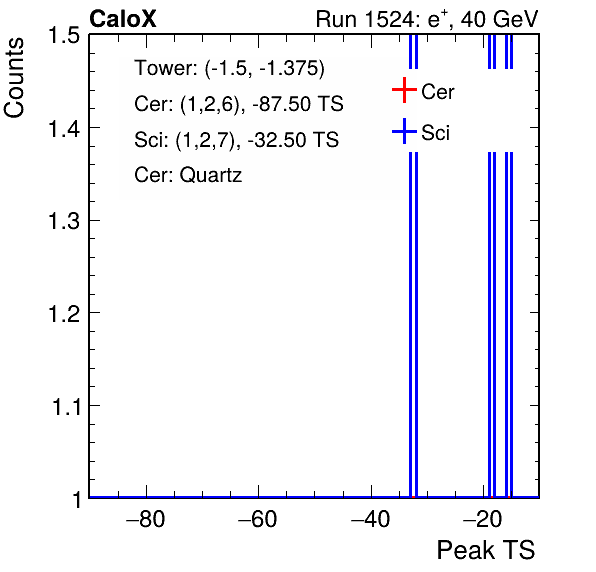 CaloX Run 1524: e+, 40 GeV
Counts
1.5
Tower: (-1.5, -1.375)
Cer: (1,2,6), -87.50 TS
Sci: (1,2,7), -32.50 TS
Cer: Quartz
Cer
Sci
1.4
1.3
1.2
1.1
1
−80 −60 −40 −20
Peak TS